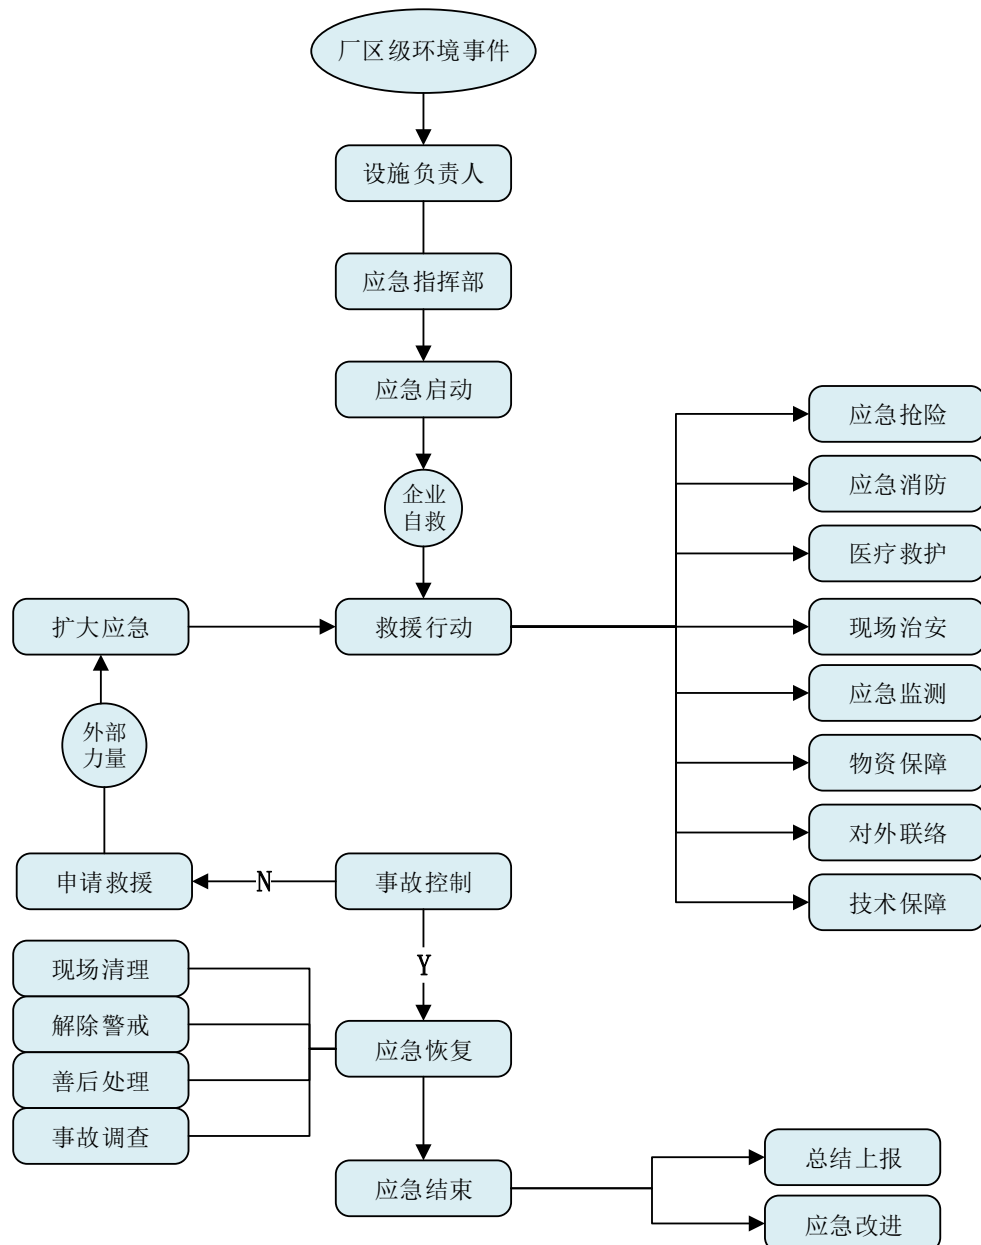 厂区级环境事件
设施负责人
应急指挥部
应急启动
企业
自救
救援行动
扩大应急
外部
力量
申请救援
N
事故控制
Y
应急抢险
应急消防
医疗救护
现场治安
应急监测
物资保障
对外联络
技术保障
现场清理
解除警戒
善后处理
事故调查
应急恢复
应急结束
总结上报
应急改进